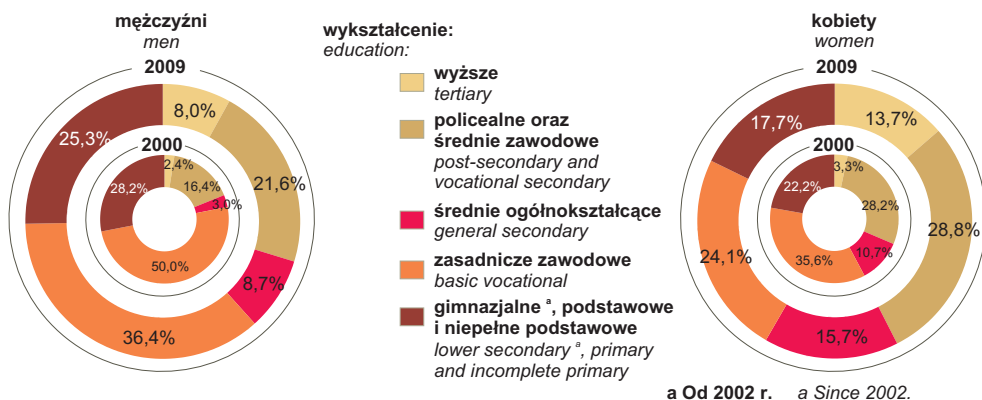 mężczyźni
men
2009
8,0%
21,6%
8,7%
36,4%
25,3%
2000
2,4%
16,4%
3,0%
50,0%
28,2%
wykształcenie:
education:
wyższe
tertiary
policealne oraz
średnie zawodowe
post-secondary and
vocational secondary
średnie ogólnokształcące
general secondary
zasadnicze zawodowe
basic vocational
gimnazjalne ª, podstawowe
i niepełne podstawowe
lower secondary ª, primary
and incomplete primary
kobiety
women
2009
13,7%
28,8%
15,7%
24,1%
17,7%
2000
3,3%
28,2%
10,7%
35,6%
22,2%
a Od 2002 r. a Since 2002.